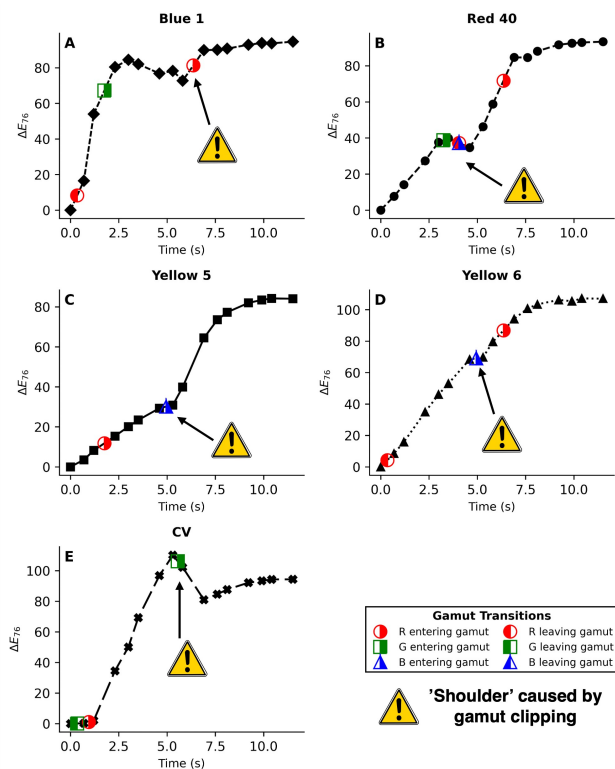 Blue 1
A
80
60
40
20
0
ΔE76
0.0 2.5 5.0 7.5 10.0
Time (s)
Red 40
B
100
80
60
40
20
0
ΔE76
0.0 2.5 5.0 7.5 10.0
Time (s)
Yellow 5
C
80
60
40
20
0
ΔE76
0.0 2.5 5.0 7.5 10.0
Time (s)
Yellow 6
D
100
80
60
40
20
0
ΔE76
0.0 2.5 5.0 7.5 10.0
Time (s)
CV
E
100
80
60
40
20
0
ΔE76
0.0 2.5 5.0 7.5 10.0
Time (s)
Gamut Transitions
R entering gamut R leaving gamut
G entering gamut G leaving gamut
B entering gamut B leaving gamut
'Shoulder' caused by
gamut clipping